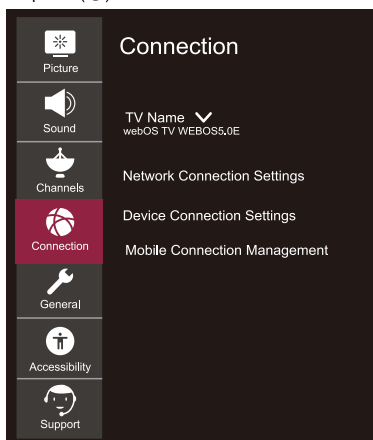 Picture
Sound
Channels
Connection
General
Accessibility
Support
Connection
TV Name
webOS TV WEBOS5.0E
Network Connection Settings
Device Connection Settings
Mobile Connection Management